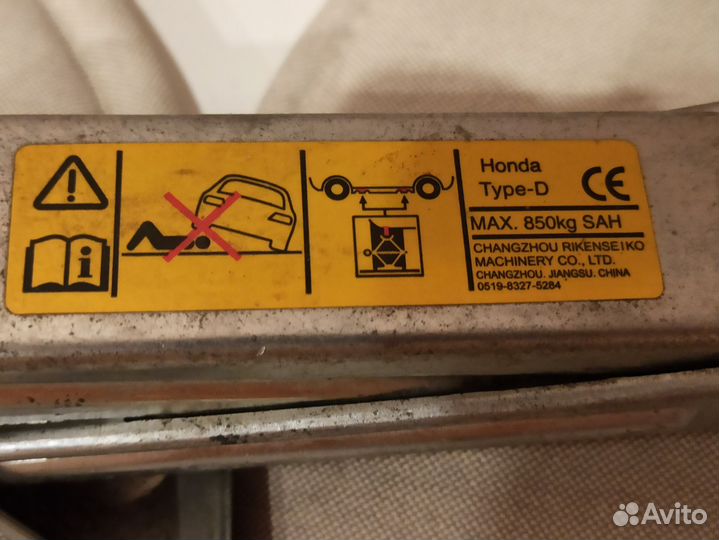 Honda
Type-D
CE
MAX. 850kg SAH
CHANGZHOU RIKENSEIKO
MACHINERY CO., LTD.
CHANGZHOU. JIANGSU. CHINA
0519-8327-5284
i
Avito